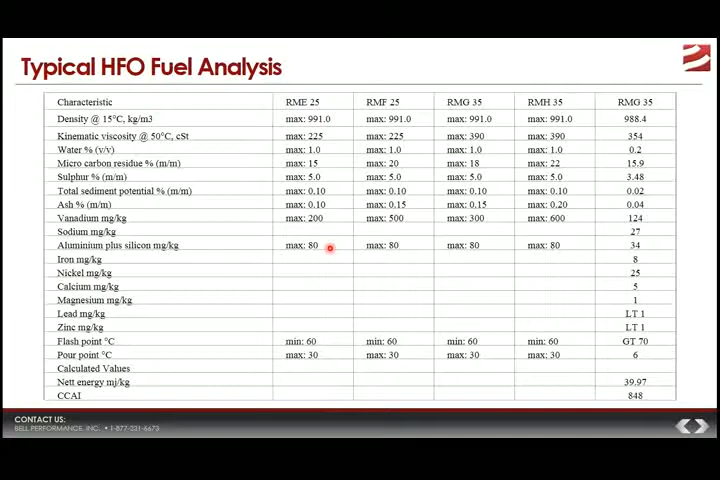 Typical HFO Fuel Analysis
Characteristic RME 25 RMF 25 RMG 35 RMH 35 RMG 35
Density @ 15°C, kg/m3 max: 991.0 max: 991.0 max: 991.0 max: 991.0 988.4
Kinematic viscosity @ 50°C, cSt max: 225 max: 225 max: 390 max: 390 354
Water % (v/v) max: 1.0 max: 1.0 max: 1.0 max: 1.0 0.2
Micro carbon residue % (m/m) max: 15 max: 20 max: 18 max: 22 15.9
Sulphur % (m/m) max: 5.0 max: 5.0 max: 5.0 max: 5.0 3.48
Total sediment potential % (m/m) max: 0.10 max: 0.10 max: 0.10 max: 0.10 0.02
Ash % (m/m) max: 0.10 max: 0.15 max: 0.15 max: 0.20 0.04
Vanadium mg/kg max: 200 max: 500 max: 300 max: 600 124
Sodium mg/kg 27
Aluminium plus silicon mg/kg max: 80 max: 80 max: 80 max: 80 34
Iron mg/kg 8
Nickel mg/kg 25
Calcium mg/kg 5
Magnesium mg/kg 1
Lead mg/kg LT 1
Zinc mg/kg LT 1
Flash point °C min: 60 min: 60 min: 60 min: 60 GT 70
Pour point °C max: 30 max: 30 max: 30 max: 30 6
Calculated Values
Nett energy mj/kg 39.97
CCAI 848
CONTACT US:
BELL PERFORMANCE, INC. • 1-877-231-6673